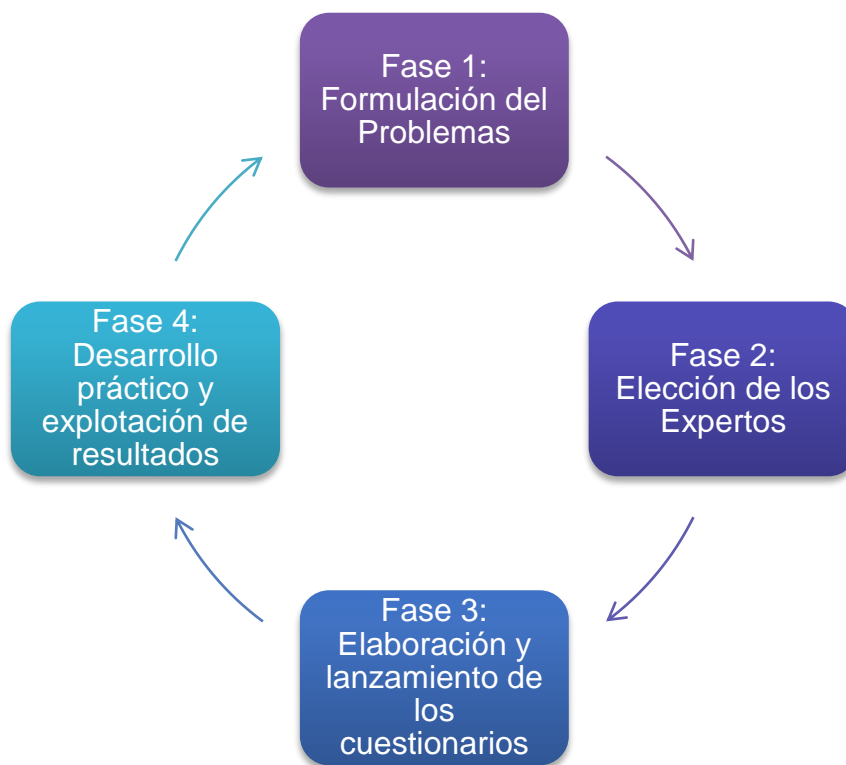 Fase 1:
Formulación del
Problemas
Fase 2:
Elección de los
Expertos
Fase 3:
Elaboración y
lanzamiento de
los
cuestionarios
Fase 4:
Desarrollo
práctico y
explotación de
resultados